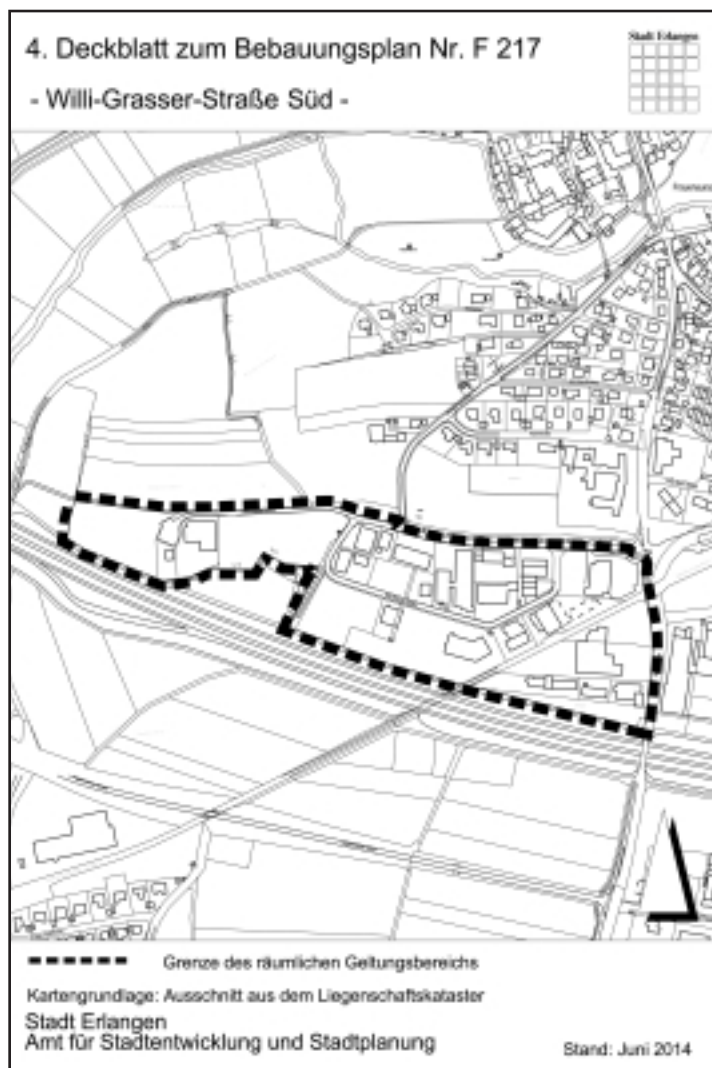 4. Deckblatt zum Bebauungsplan Nr. F 217
Stadt Erlangen
- Willi-Grasser-Straße Süd -
Grenze des räumlichen Geltungsbereichs
Kartengrundlage: Ausschnitt aus dem Liegenschaftskataster
Stadt Erlangen
Amt für Stadtentwicklung und Stadtplanung
Stand: Juni 2014